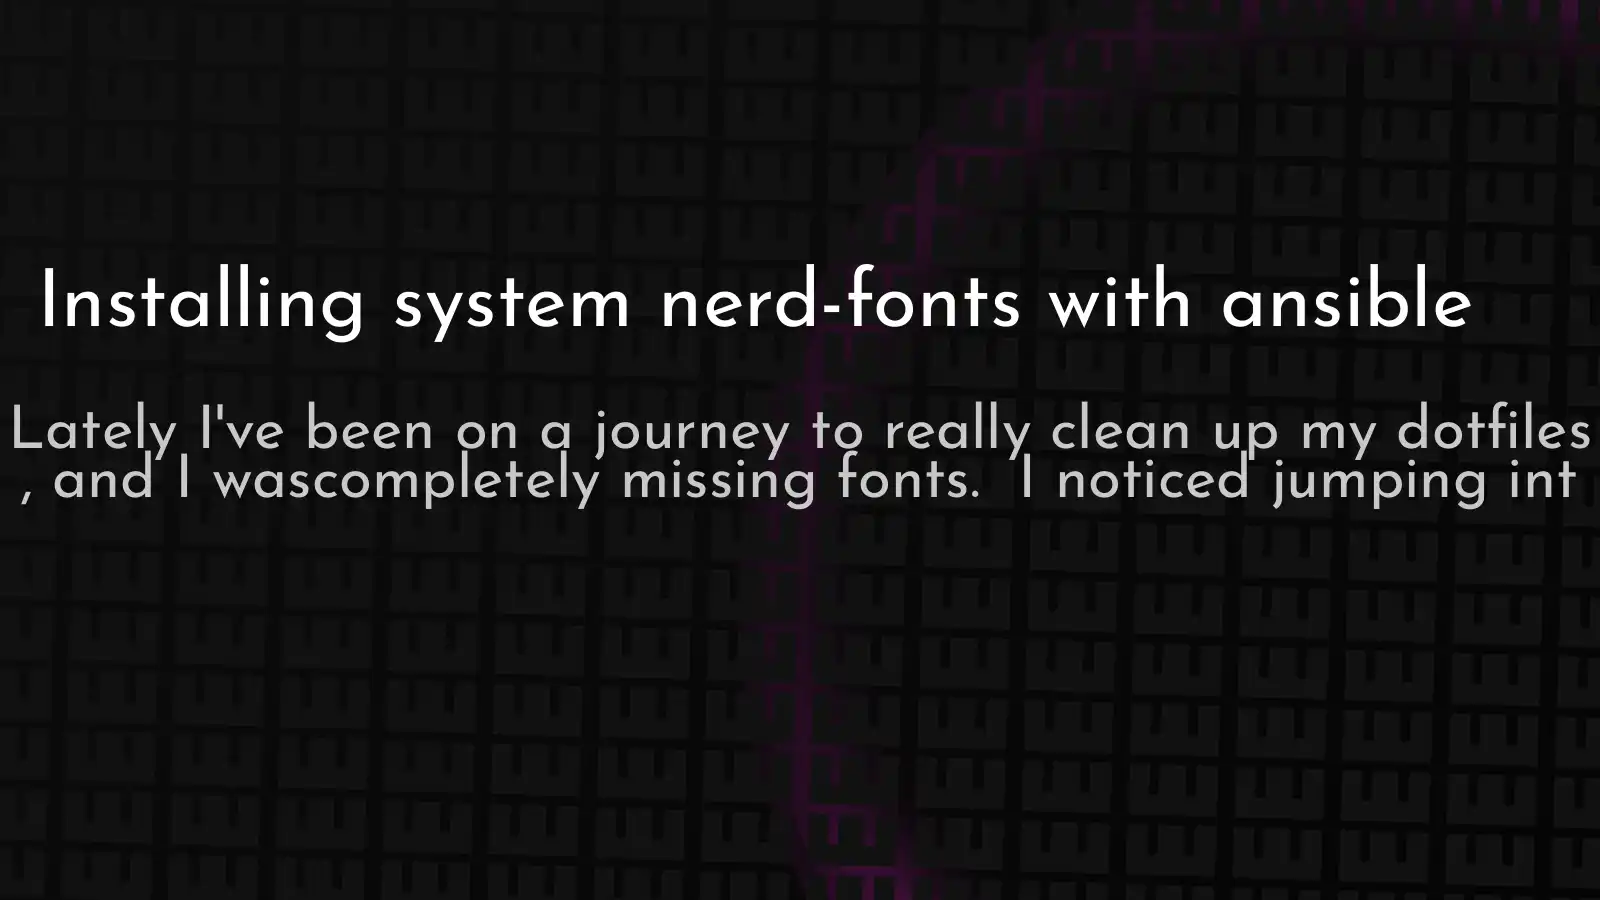 Installing system nerd-fonts with ansible
Lately I've been on a journey to really clean up my dotfiles
, and I wascompletely missing fonts.  I noticed jumping int